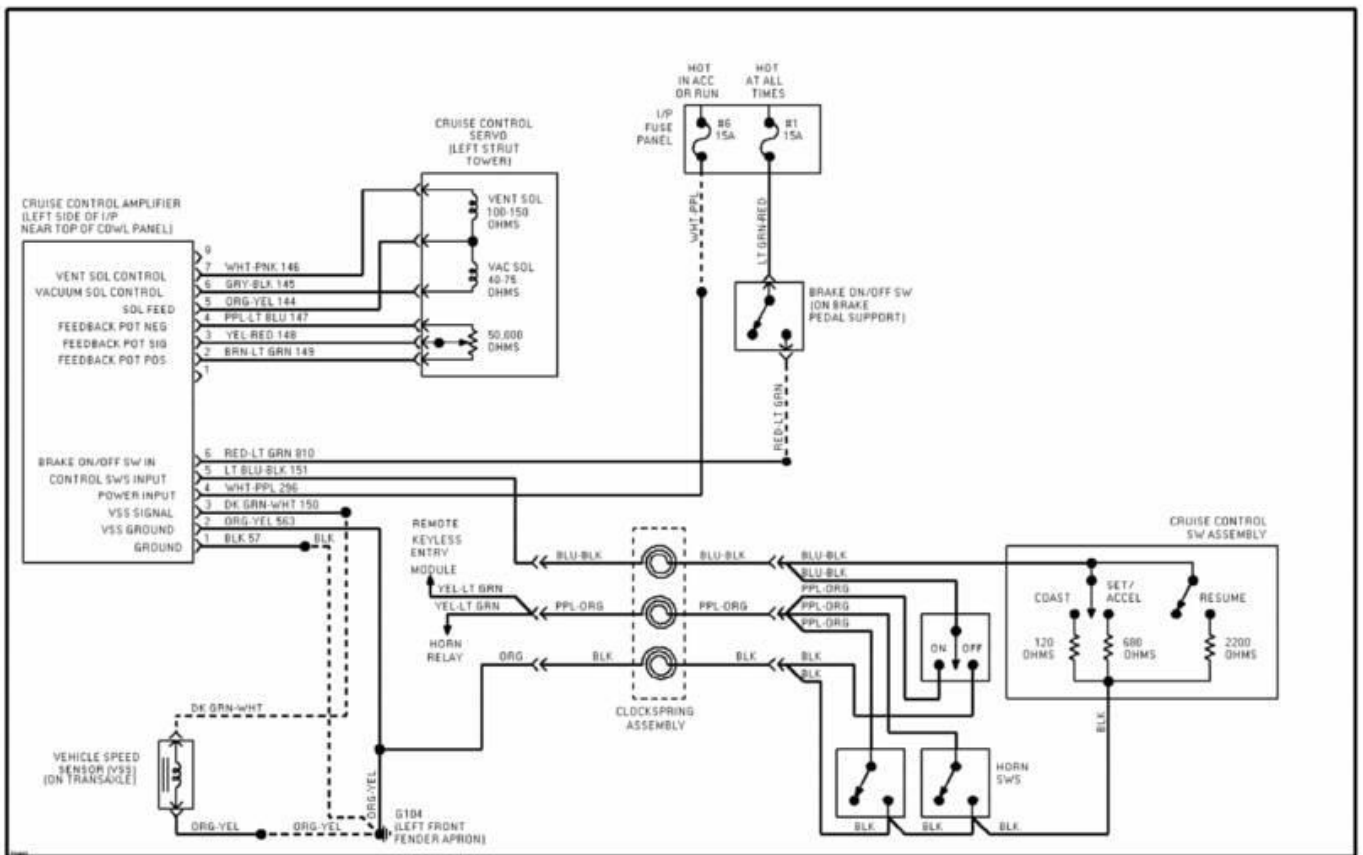 HOT
IN ACC
OR RUN
HOT
AT ALL
TIMES
I/P
FUSE
PANEL
#6
15A
#1
15A
CRUISE CONTROL
SERVO
(LEFT STRUT
TOWER)
VENT SOL
100-150
OHMS
VAC SOL
40-75
OHMS
50,000
OHMS
WHT-PPL
LT GRN-RED
BRAKE ON/OFF SW
(ON BRAKE
PEDAL SUPPORT)
RED-LT GRN
CRUISE CONTROL AMPLIFIER
(LEFT SIDE OF I/P
NEAR TOP OF COWL PANEL)
9
VENT SOL CONTROL 7 WHT-PNK 146
VACUUM SOL CONTROL 6 GRY-BLK 145
SOL FEED 5 ORG-YEL 144
FEEDBACK POT NEG 4 PPL-LT BLU 147
FEEDBACK POT SIG 3 YEL-RED 148
FEEDBACK POT POS 2 BRN-LT GRN 149
1
BRAKE ON/OFF SW IN 6 RED-LT GRN 810
CONTROL SWS INPUT 5 LT BLU-BLK 151
POWER INPUT 4 WHT-PPL 296
VSS SIGNAL 3 DK GRN-WHT 150
VSS GROUND 2 ORG-YEL 563
GROUND 1 BLK 57 BLK
REMOTE
KEYLESS
ENTRY
MODULE
YEL-LT GRN
YEL-LT GRN
HORN
RELAY
BLU-BLK BLU-BLK BLU-BLK
BLU-BLK
PPL-ORG
PPL-ORG PPL-ORG PPL-ORG
PPL-ORG
ORG BLK BLK BLK
BLK
CLOCKSPRING
ASSEMBLY
ON OFF
CRUISE CONTROL
SW ASSEMBLY
COAST
SET/
ACCEL
RESUME
120
OHMS
680
OHMS
2200
OHMS
BLK
HORN
SWS
BLK BLK BLK
DK GRN-WHT
VEHICLE SPEED
SENSOR (VSS)
(ON TRANSAXLE)
ORG-YEL ORG-YEL
ORG-YEL
G104
(LEFT FRONT
FENDER APRON)